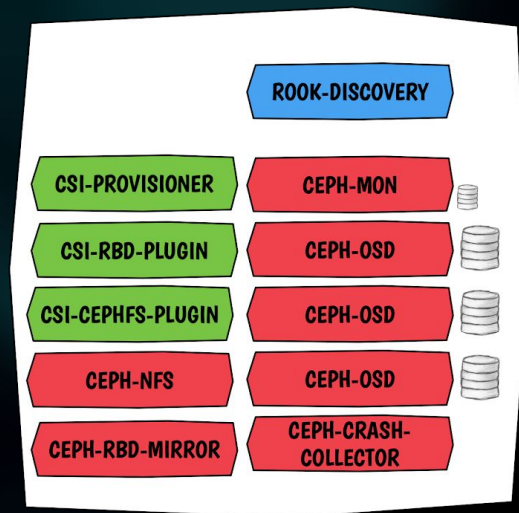 ROOK-DISCOVERY
CSI-PROVISIONER
CEPH-MON
CSI-RBD-PLUGIN
CEPH-OSD
CSI-CEPHFS-PLUGIN
CEPH-OSD
CEPH-NFS
CEPH-OSD
CEPH-RBD-MIRROR
CEPH-CRASH-
COLLECTOR